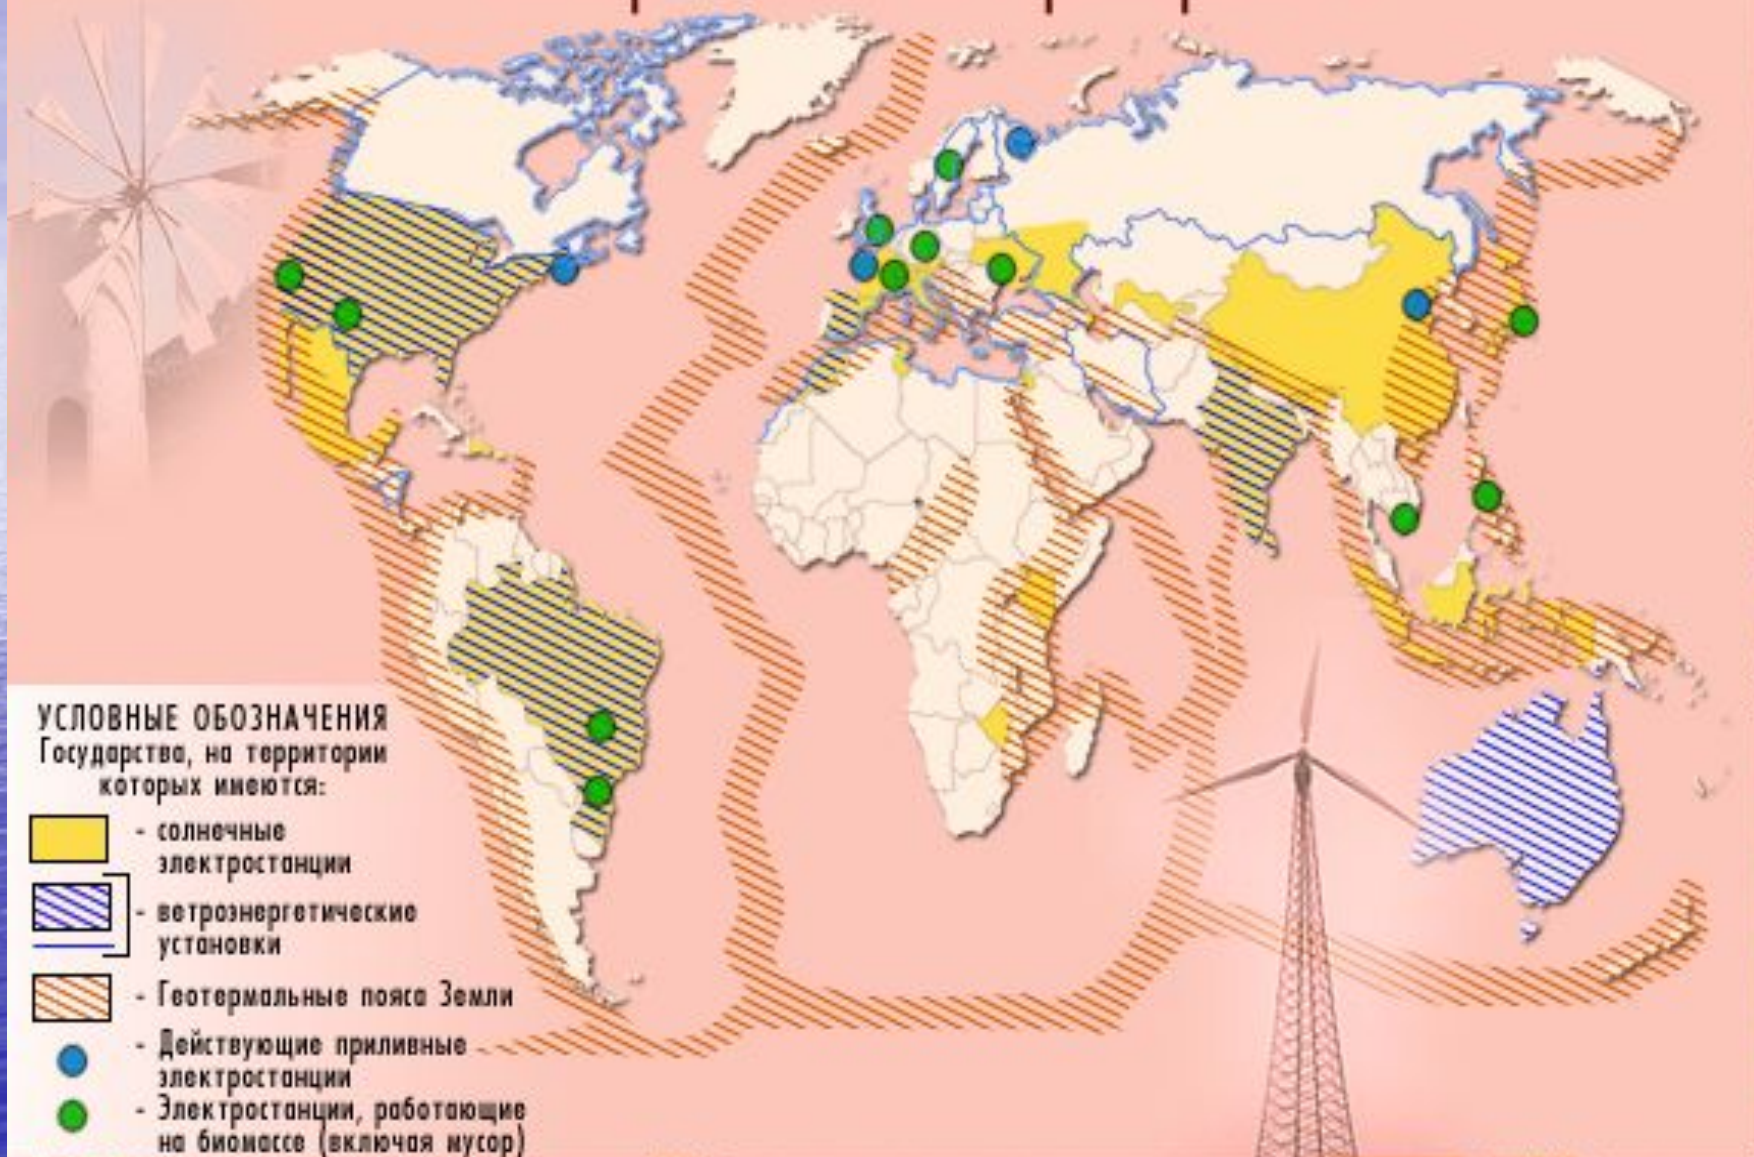 УСЛОВНЫЕ ОБОЗНАЧЕНИЯ
Государства, на территории
которых имеются:
- солнечные
электростанции
- ветроэнергетические
установки
- Геотермальные пояса Земли
- Действующие приливные
электростанции
- Электростанции, работающие
на биомассе (включая мусор)